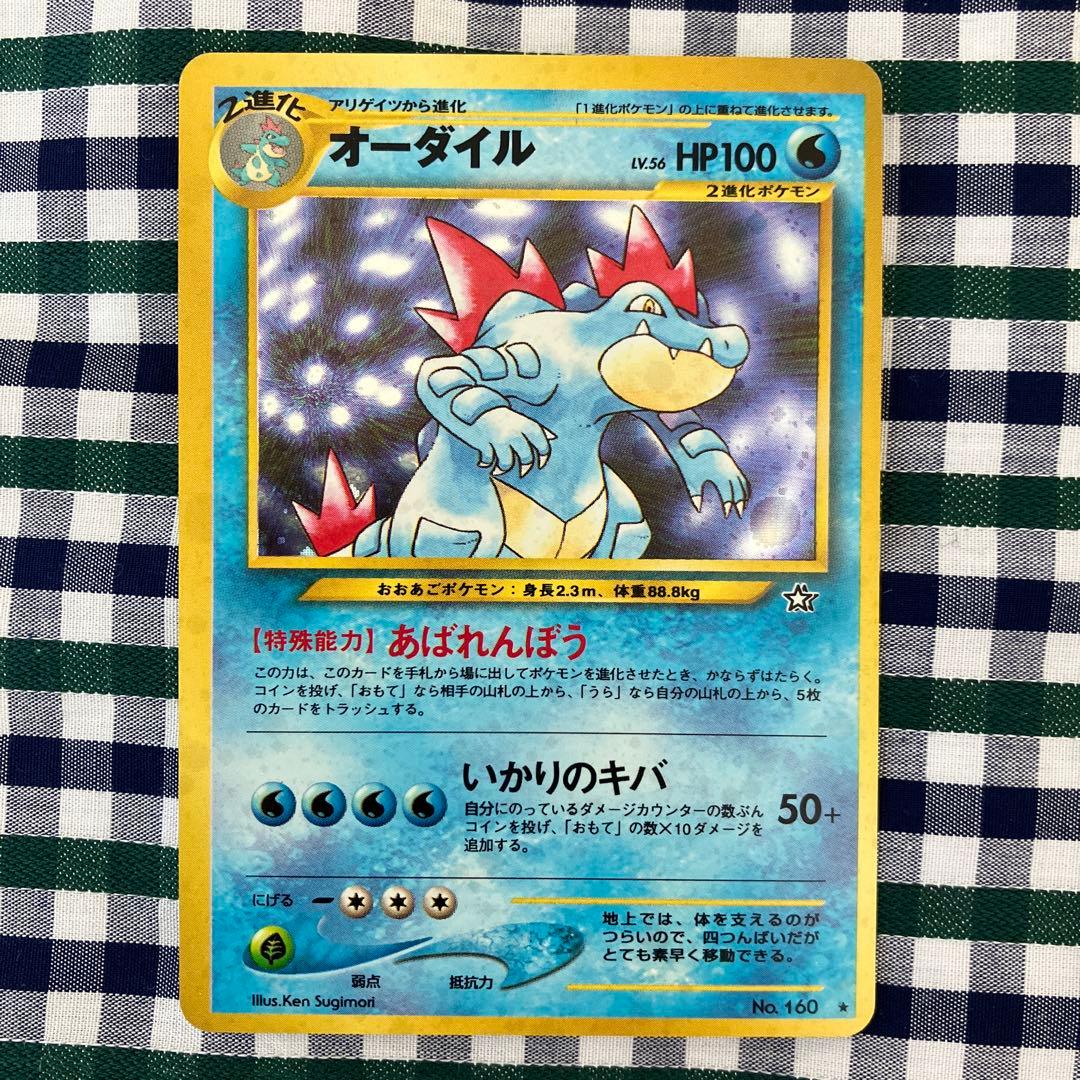 2進化
アリゲイツから進化
「1進化ポケモン」の上に重ねて進化させます。
オーダイル
LV.56 HP100
2進化ポケモン
おおあごポケモン：身長2.3m、体重88.8kg
【特殊能力】あばれんぼう
この力は、このカードを手札から場に出してポケモンを進化させたとき、かならずはたらく。
コインを投げ、「おもて」なら相手の山札の上から、「うら」なら自分の山札の上から、5枚
のカードをトラッシュする。
いかりのキバ
自分にのっているダメージカウンターの数ぶん
コインを投げ、「おもて」の数×10ダメージを
追加する。
50+
にげる
地上では、体を支えるのが
つらいので、四つんばいだが
とても素早く移動できる。
弱点
抵抗力
Illus.Ken Sugimori
No. 160 ★